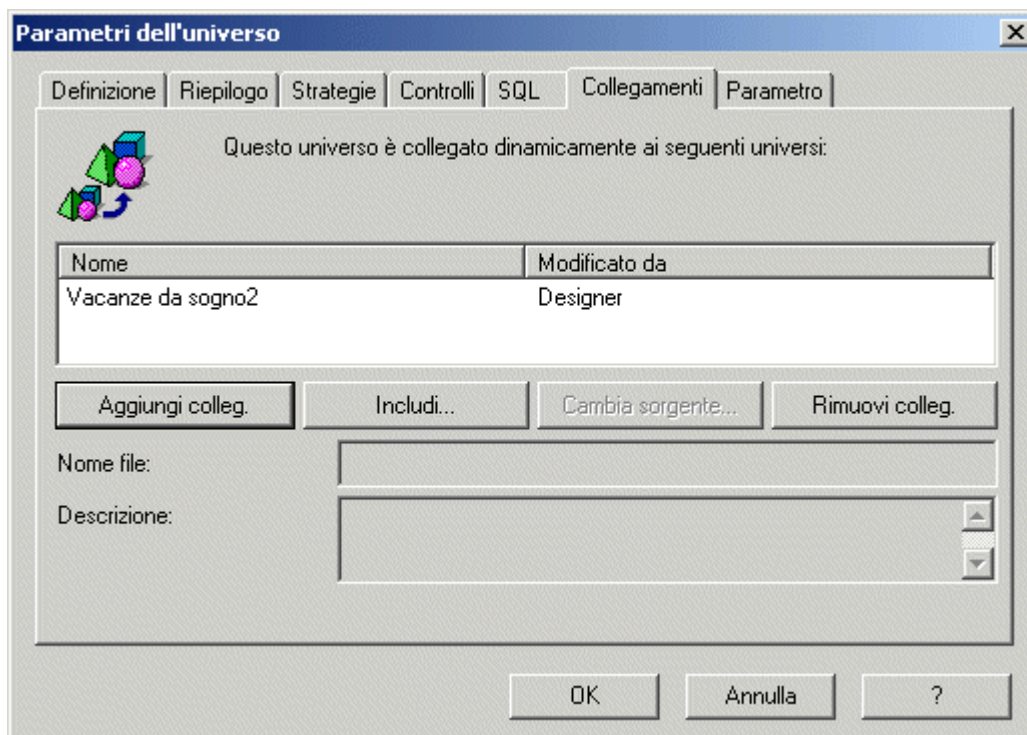 Parametri dell'universo
Definizione Riepilogo Strategie Controlli SQL Collegamenti Parametro
Questo universo è collegato dinamicamente ai seguenti universi:
Nome Modificato da
Vacanze da sogno2 Designer
Aggiungi colleg. Includi... Cambia sorgente... Rimuovi colleg.
Nome file:
Descrizione:
OK Annulla ?